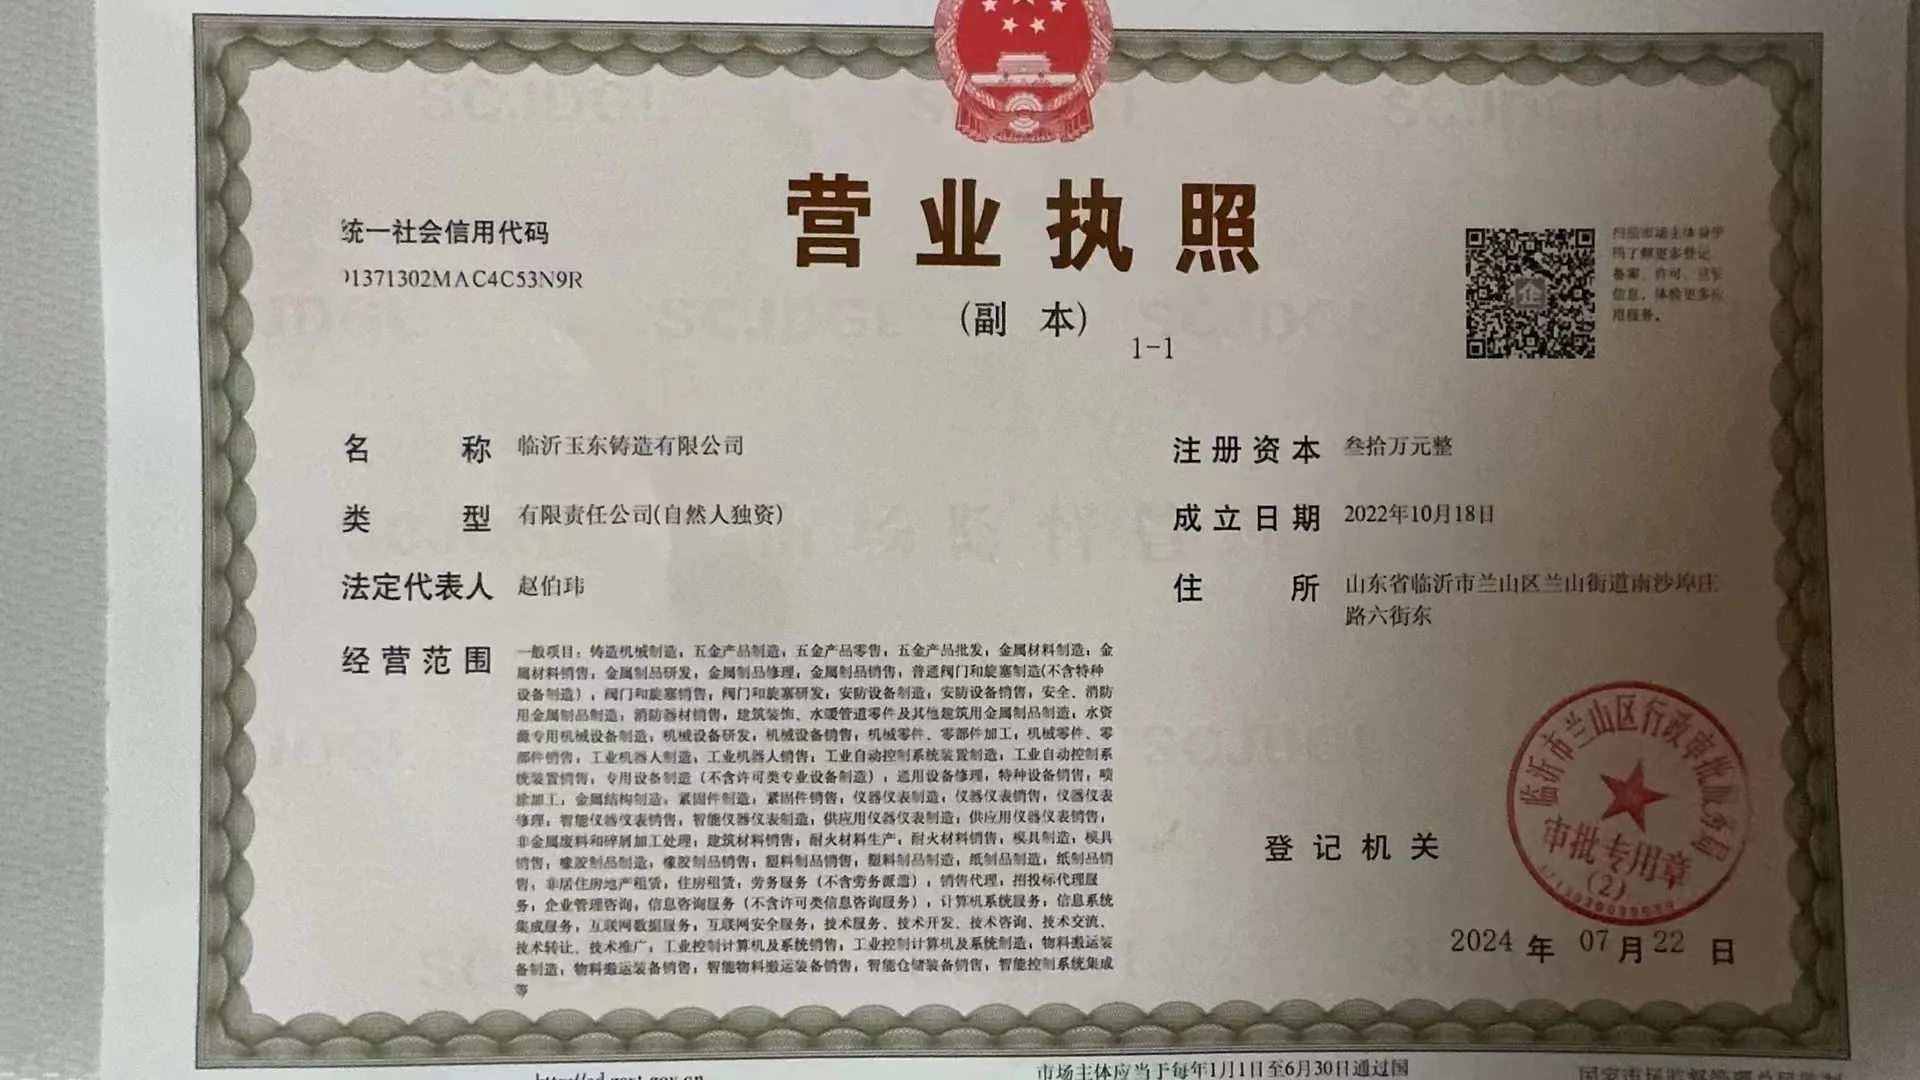 营业执照
(副 本)
1-1
统一社会信用代码
91371302MAC4C53N9R
扫描市场主体身份
码了解更多登记、
备案、许可、监管
信息，体验更多应
用服务。
名称 临沂玉东铸造有限公司
类型 有限责任公司(自然人独资)
法定代表人 赵伯玮
经营范围 一般项目：铸造机械制造；五金产品制造；五金产品零售；五金产品批发；金属材料制造；金
属材料销售；金属制品研发；金属制品修理；金属制品销售；普通阀门和旋塞制造(不含特种
设备制造）；阀门和旋塞销售；阀门和旋塞研发；安防设备制造；安防设备销售；安全、消防
用金属制品制造；消防器材销售；建筑装饰、水暖管道零件及其他建筑用金属制品制造；水资
源专用机械设备制造；机械设备研发；机械设备销售；机械零件、零部件加工；机械零件、零
部件销售；工业机器人制造；工业机器人销售；工业自动控制系统装置制造；工业自动控制系
统装置销售；专用设备制造（不含许可类专业设备制造）；通用设备修理；特种设备销售；喷
涂加工；金属结构制造；紧固件制造；紧固件销售；仪器仪表制造；仪器仪表销售；仪器仪表
修理；智能仪器仪表销售；智能仪器仪表制造；供应用仪器仪表制造；供应用仪器仪表销售；
非金属废料和碎屑加工处理；建筑材料销售；耐火材料生产；耐火材料销售；模具制造；模具
销售；橡胶制品制造；橡胶制品销售；塑料制品销售；塑料制品制造；纸制品制造；纸制品销
售；非居住房地产租赁；住房租赁；劳务服务（不含劳务派遣）；销售代理；招投标代理服
务；企业管理咨询；信息咨询服务（不含许可类信息咨询服务）；计算机系统服务；信息系统
集成服务；互联网数据服务；互联网安全服务；技术服务、技术开发、技术咨询、技术交流、
技术转让、技术推广；工业控制计算机及系统销售；工业控制计算机及系统制造；物料搬运装
备制造；物料搬运装备销售；智能物料搬运装备销售；智能仓储装备销售；智能控制系统集成
等
注册资本 叁拾万元整
成立日期 2022年10月18日
住所 山东省临沂市兰山区兰山街道南沙埠庄
路六街东
登记机关
临沂市兰山区行政审批服务局
审批专用章
(2)
2024 年 07 月 22 日
市场主体应当于每年1月1日至6月30日通过国